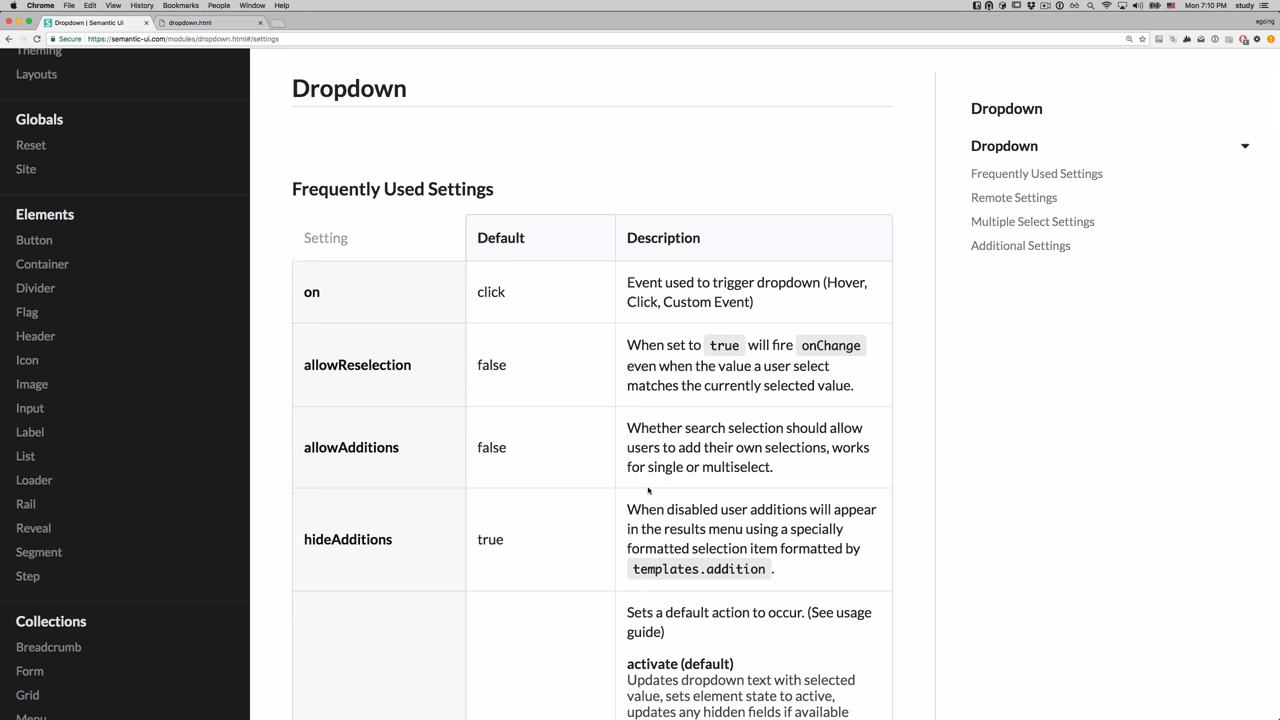 Chrome File Edit View History Bookmarks People Window Help
Mon 7:10 PM study
Dropdown | Semantic UI
dropdown.html
egoing
Secure https://semantic-ui.com/modules/dropdown.html#/settings
Theming
Layouts
Globals
Reset
Site
Elements
Button
Container
Divider
Flag
Header
Icon
Image
Input
Label
List
Loader
Rail
Reveal
Segment
Step
Collections
Breadcrumb
Form
Grid
Menu
Dropdown
Frequently Used Settings
Setting Default Description
on click Event used to trigger dropdown (Hover,
Click, Custom Event)
allowReselection false When set to true will fire onChange
even when the value a user select
matches the currently selected value.
allowAdditions false Whether search selection should allow
users to add their own selections, works
for single or multiselect.
hideAdditions true When disabled user additions will appear
in the results menu using a specially
formatted selection item formatted by
templates.addition .
Sets a default action to occur. (See usage
guide)
activate (default)
Updates dropdown text with selected
value, sets element state to active,
updates any hidden fields if available
Dropdown
Dropdown
Frequently Used Settings
Remote Settings
Multiple Select Settings
Additional Settings